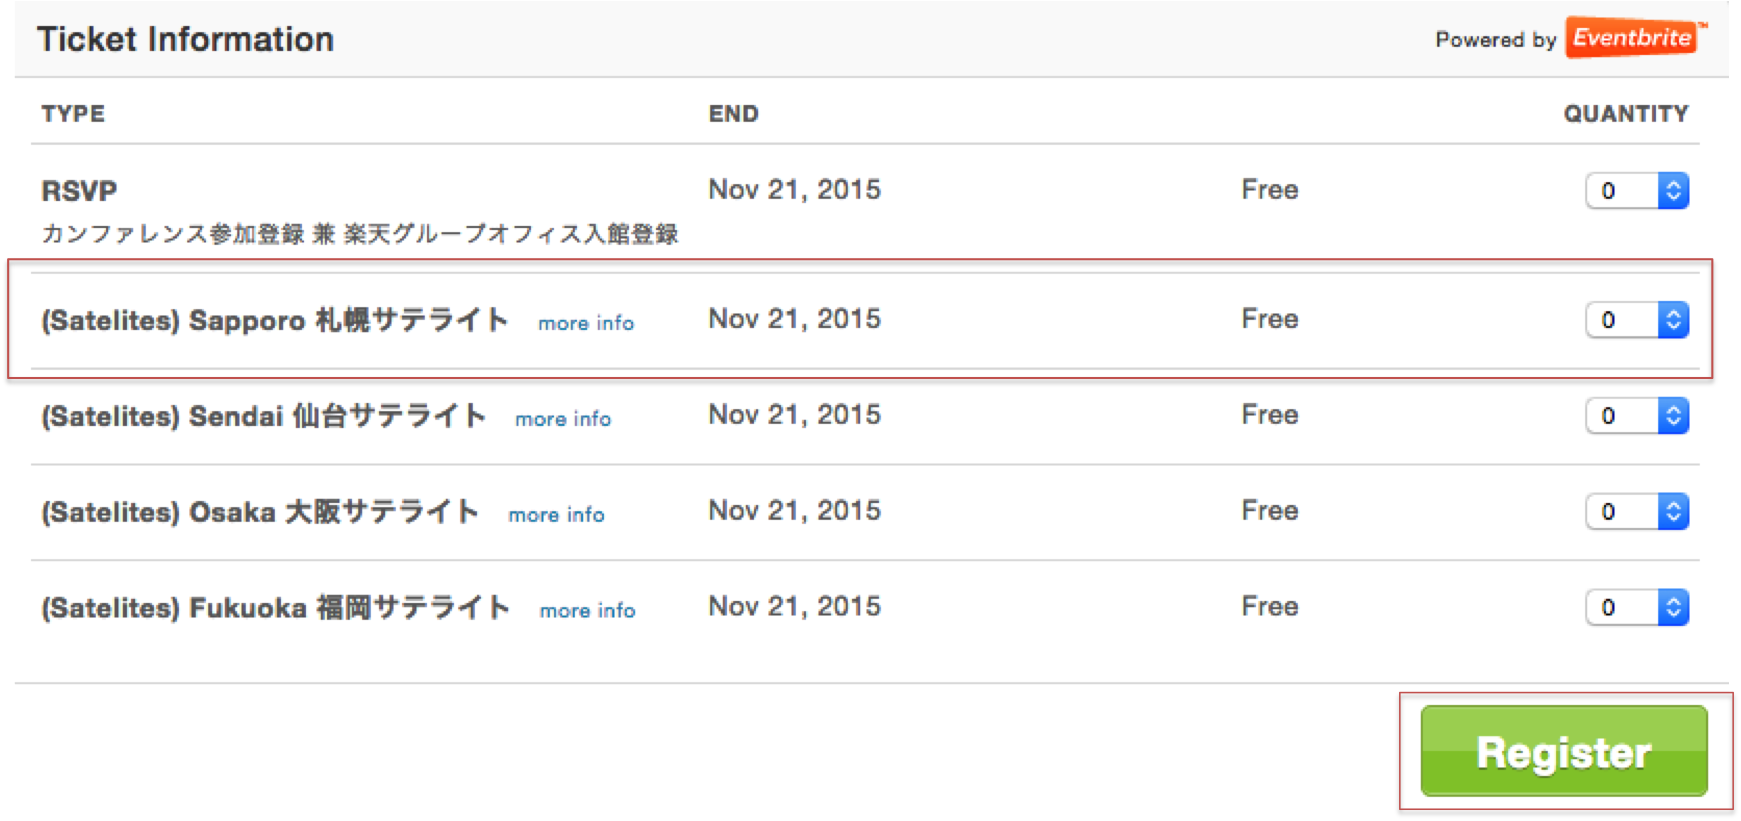 Ticket Information
Powered by Eventbrite™
TYPE END QUANTITY
RSVP Nov 21, 2015 Free 0
カンファレンス参加登録 兼 楽天グループオフィス入館登録
(Satelites) Sapporo 札幌サテライト more info Nov 21, 2015 Free 0
(Satelites) Sendai 仙台サテライト more info Nov 21, 2015 Free 0
(Satelites) Osaka 大阪サテライト more info Nov 21, 2015 Free 0
(Satelites) Fukuoka 福岡サテライト more info Nov 21, 2015 Free 0
Register